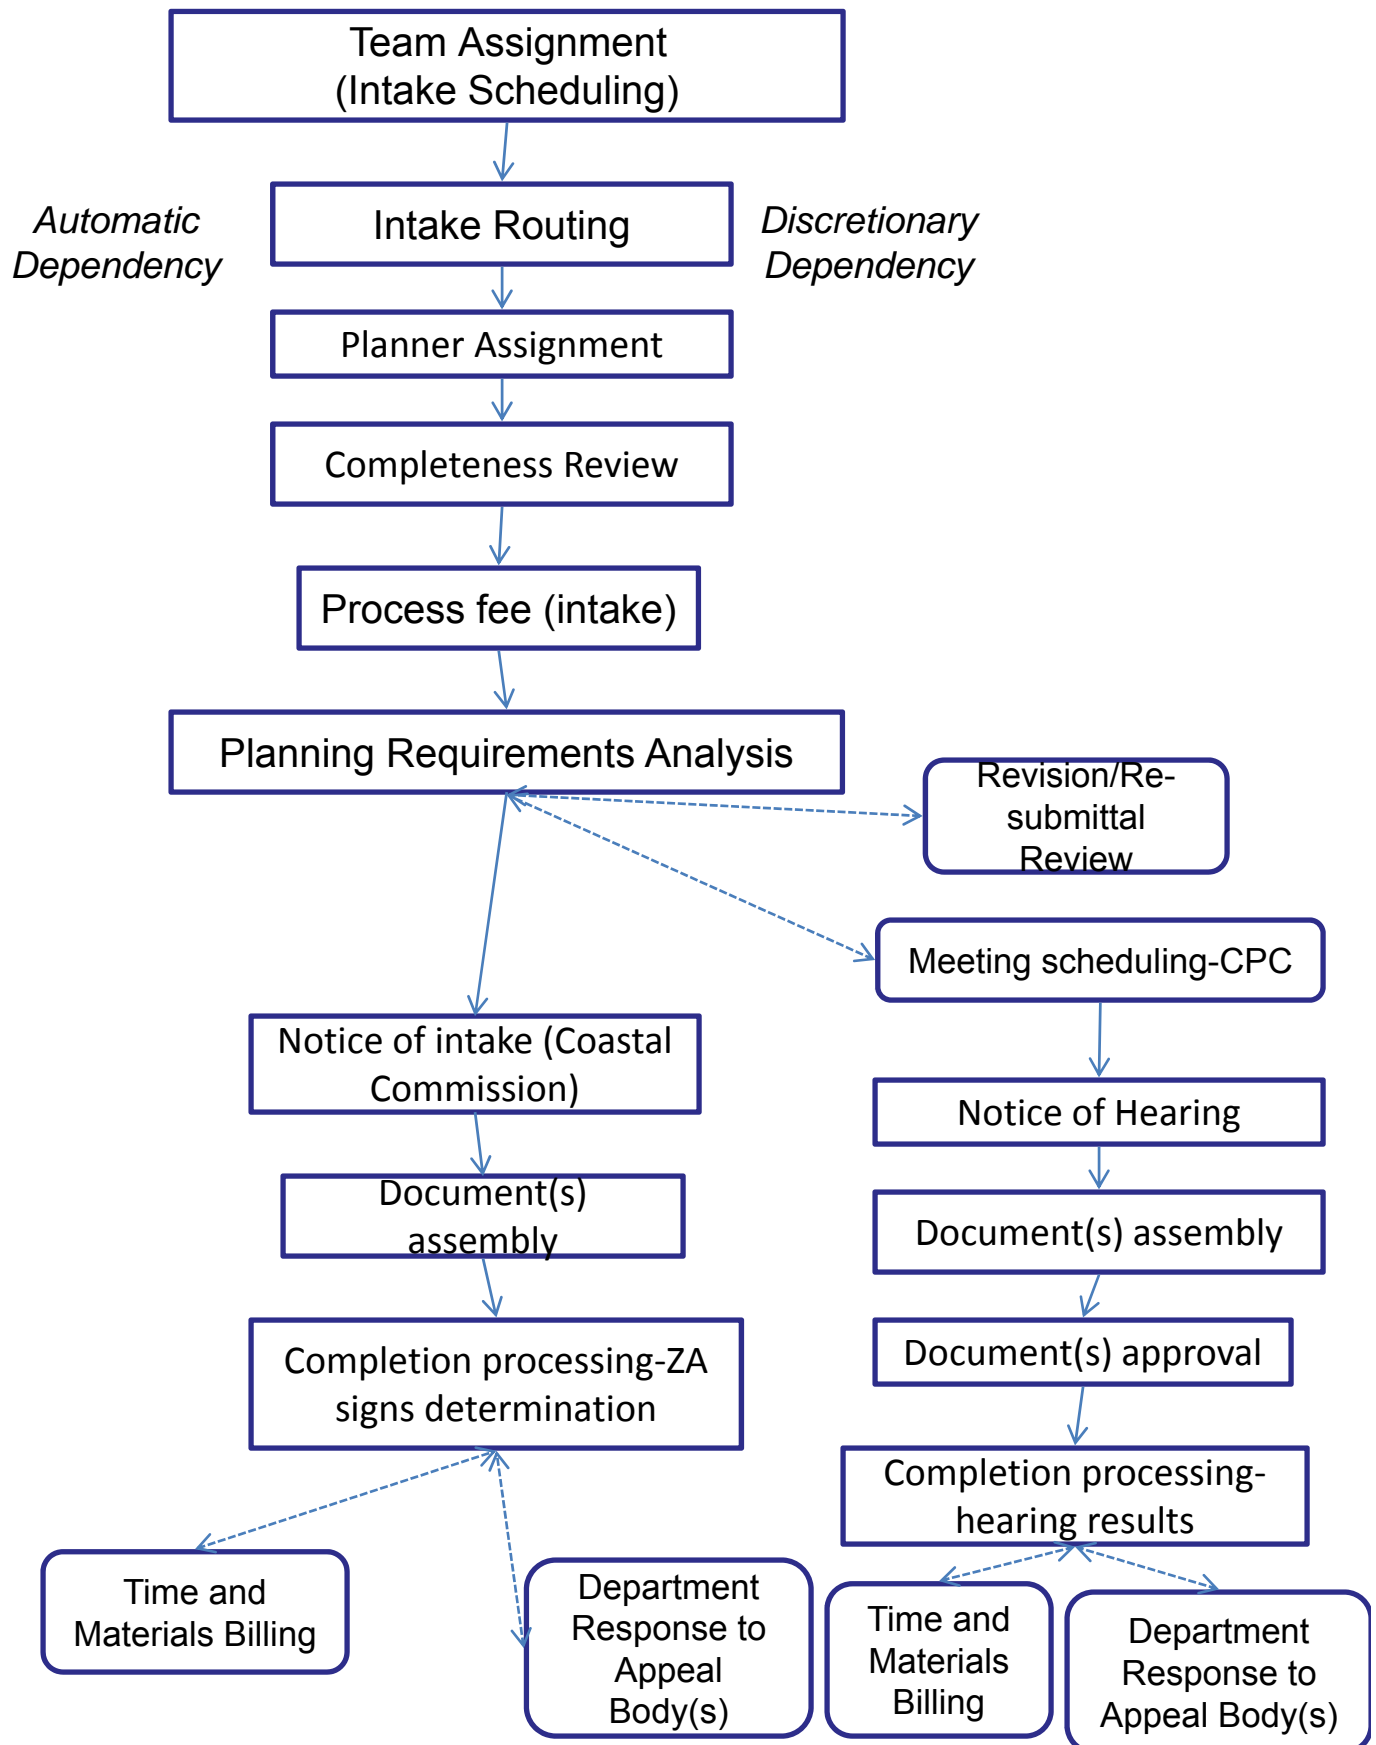 Team Assignment
(Intake Scheduling)
Automatic
Dependency
Intake Routing
Discretionary
Dependency
Planner Assignment
Completeness Review
Process fee (intake)
Planning Requirements Analysis
Revision/Re-
submittal
Review
Meeting scheduling-CPC
Notice of intake (Coastal
Commission)
Notice of Hearing
Document(s)
assembly
Document(s) assembly
Completion processing-ZA
signs determination
Document(s) approval
Completion processing-
hearing results
Time and
Materials Billing
Department
Response to
Appeal
Body(s)
Time and
Materials
Billing
Department
Response to
Appeal Body(s)